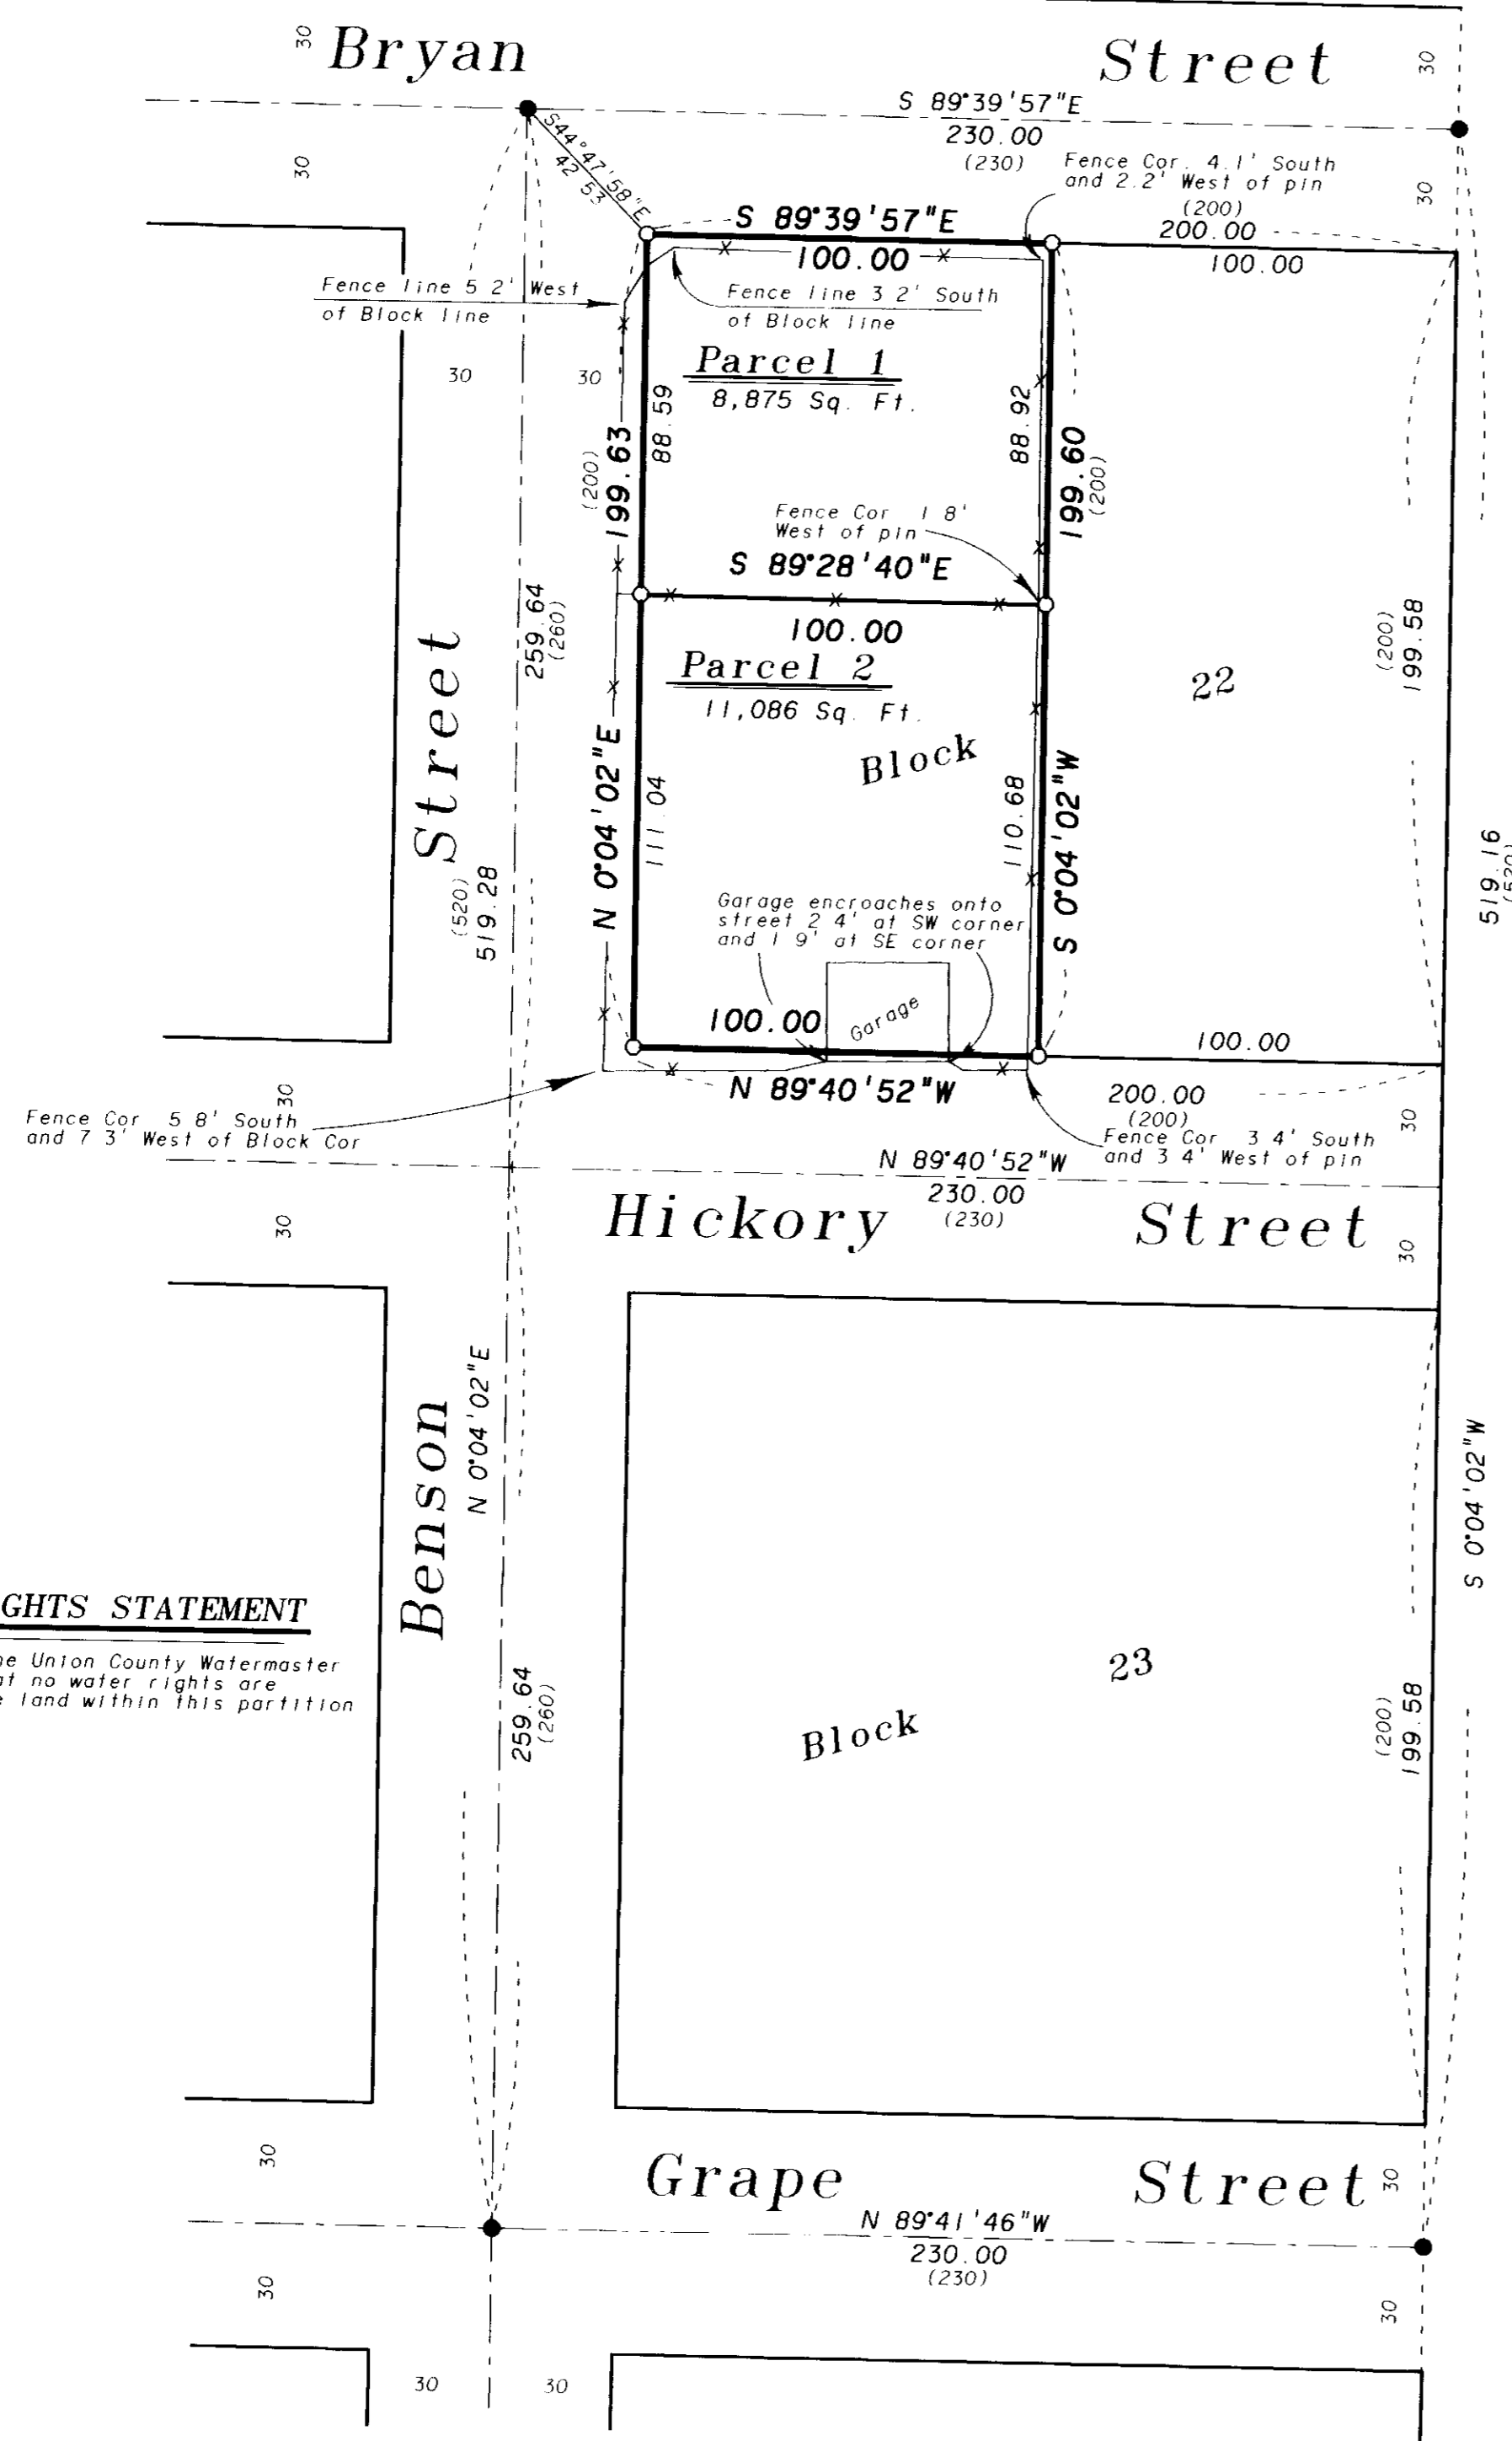 30
Bryan Street
30
S 89°39'57"E
230.00
(230)
30
30
S44°47'58"E
42 53
Fence Cor. 4.1' South
and 2.2' West of pin
(200)
200.00
100.00
S 89°39'57"E
100.00
Fence line 5 2' West
of Block line
Fence line 3 2' South
of Block line
30
30
Parcel 1
8,875 Sq. Ft.
88.59
88.92
199.63
(200)
199.60
(200)
Fence Cor 1 8'
West of pin
S 89°28'40"E
100.00
259.64
(260)
(200)
199.58
Parcel 2
11,086 Sq. Ft.
22
Block
Street
N 0°04'02"E
111.04
110.68
S 0°04'02"W
(520)
519.28
519.16
(520)
Garage encroaches onto
street 2 4' at SW corner
and 1 9' at SE corner
Garage
100.00
100.00
N 89°40'52"W
200.00
(200)
30
30
Fence Cor 5 8' South
and 7 3' West of Block Cor
Fence Cor 3 4' South
and 3 4' West of pin
N 89°40'52"W
230.00
(230)
Hickory Street
30
30
N 0°04'02"E
Benson
S 0°04'02"W
GHTS STATEMENT
e Union County Watermaster
t no water rights are
land within this partition
259.64
(260)
23
Block
(200)
199.58
30
Grape Street
30
N 89°41'46"W
230.00
(230)
30
30
30
30